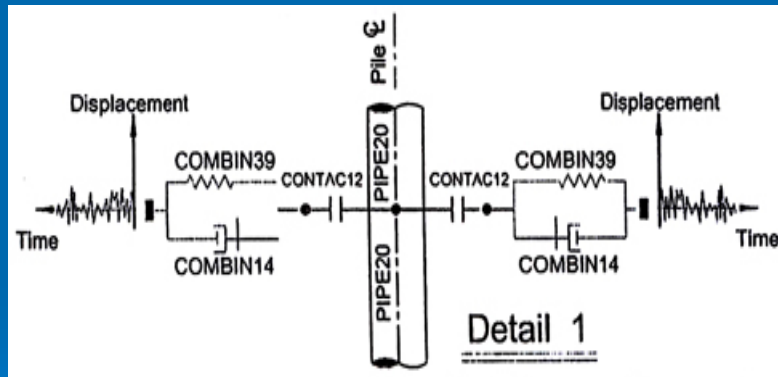 Pile ℄
Displacement
Displacement
COMBIN39
COMBIN39
CONTAC12
PIPE20
CONTAC12
Time
Time
COMBIN14
COMBIN14
PIPE20
Detail 1